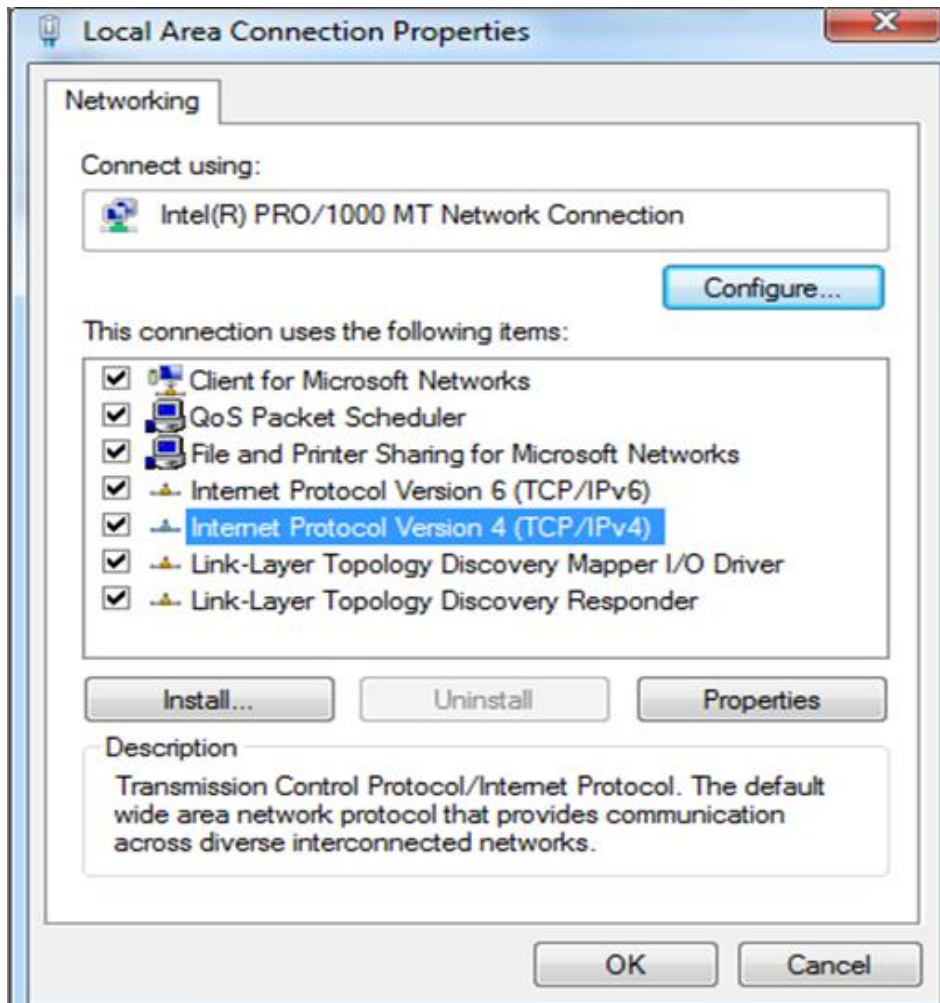 Local Area Connection Properties
Networking
Connect using:
Intel(R) PRO/1000 MT Network Connection
Configure...
This connection uses the following items:
Client for Microsoft Networks
QoS Packet Scheduler
File and Printer Sharing for Microsoft Networks
Internet Protocol Version 6 (TCP/IPv6)
Internet Protocol Version 4 (TCP/IPv4)
Link-Layer Topology Discovery Mapper I/O Driver
Link-Layer Topology Discovery Responder
Install... Uninstall Properties
Description
Transmission Control Protocol/Internet Protocol. The default
wide area network protocol that provides communication
across diverse interconnected networks.
OK Cancel